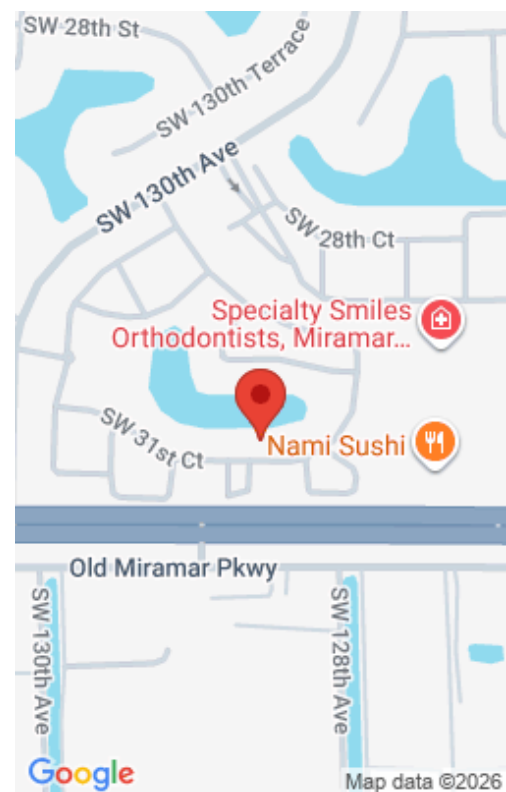 SW 28th St
SW 130th Terrace
SW 130th Ave
SW 28th Ct
Specialty Smiles
Orthodontists, Miramar...
SW 31st Ct
Nami Sushi
Old Miramar Pkwy
SW 130th Ave
SW 128th Ave
Google
Map data ©2026